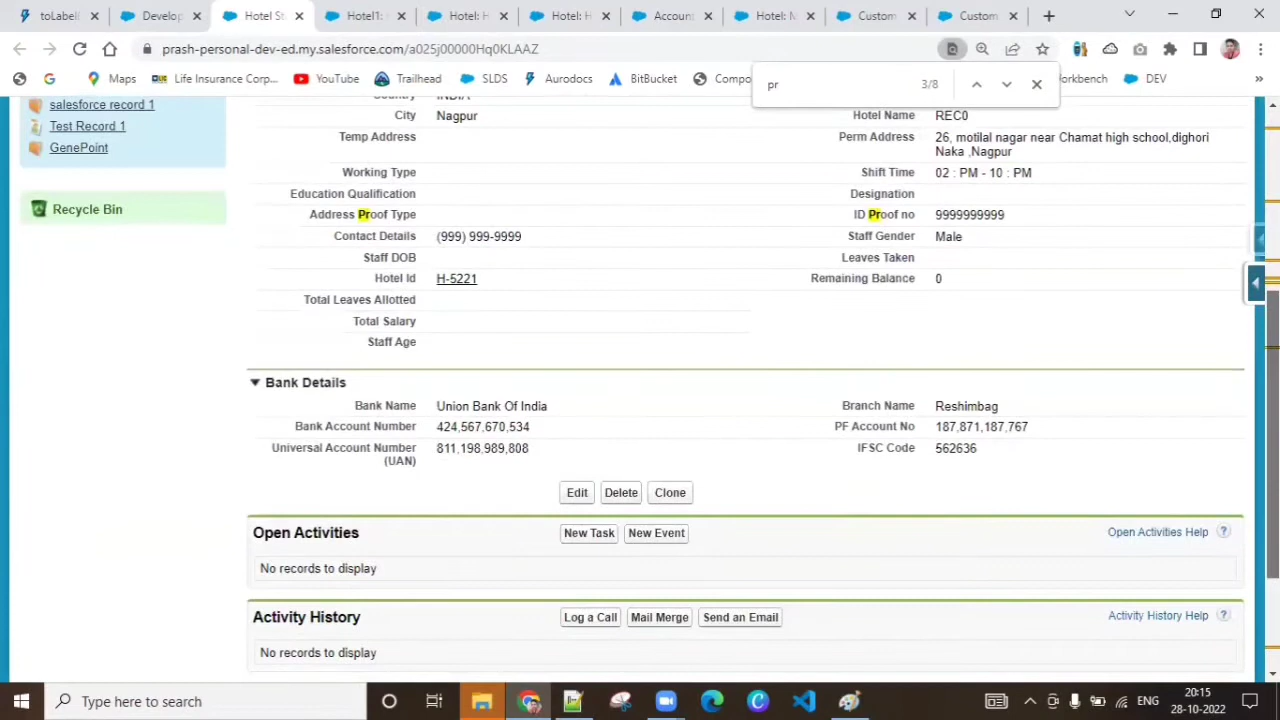 toLabel
Develop
Hotel St
Hotel1:
Hotel: H
Hotel: H
Accoun
Hotel: N
Custom
Custom
prash-personal-dev-ed.my.salesforce.com/a025j00000Hq0KLAAZ
Maps
Life Insurance Corp...
YouTube
Trailhead
SLDS
Aurodocs
BitBucket
Compo
orkbench
DEV
»
pr
3/8
salesforce record 1
Test Record 1
GenePoint
Recycle Bin
INDIA
City Nagpur Hotel Name REC0
Temp Address Perm Address 26, motilal nagar near Chamat high school,dighori
Naka ,Nagpur
Working Type Shift Time 02 : PM - 10 : PM
Education Qualification Designation
Address Proof Type ID Proof no 9999999999
Contact Details (999) 999-9999 Staff Gender Male
Staff DOB Leaves Taken
Hotel Id H-5221 Remaining Balance 0
Total Leaves Allotted
Total Salary
Staff Age
Bank Details
Bank Name Union Bank Of India Branch Name Reshimbag
Bank Account Number 424,567,670,534 PF Account No 187,871,187,767
Universal Account Number
(UAN) 811,198,989,808 IFSC Code 562636
Edit Delete Clone
Open Activities New Task New Event Open Activities Help ?
No records to display
Activity History Log a Call Mail Merge Send an Email Activity History Help ?
No records to display
Type here to search
ENG
20:15
28-10-2022